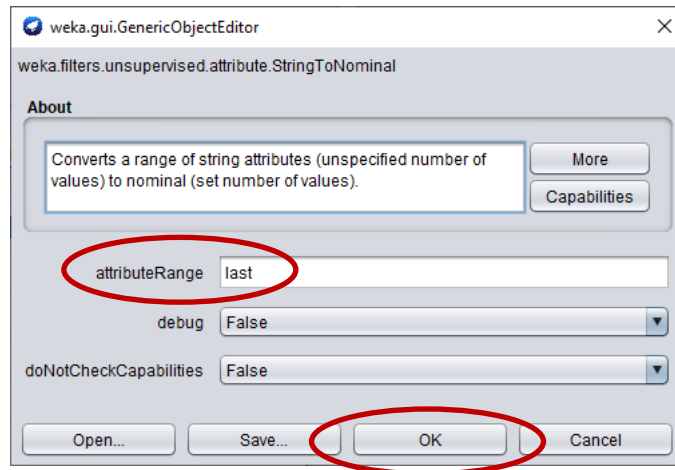 weka.gui.GenericObjectEditor
weka.filters.unsupervised.attribute.StringToNominal
About
Converts a range of string attributes (unspecified number of
values) to nominal (set number of values).
More
Capabilities
attributeRange last
debug False
doNotCheckCapabilities False
Open... Save... OK Cancel